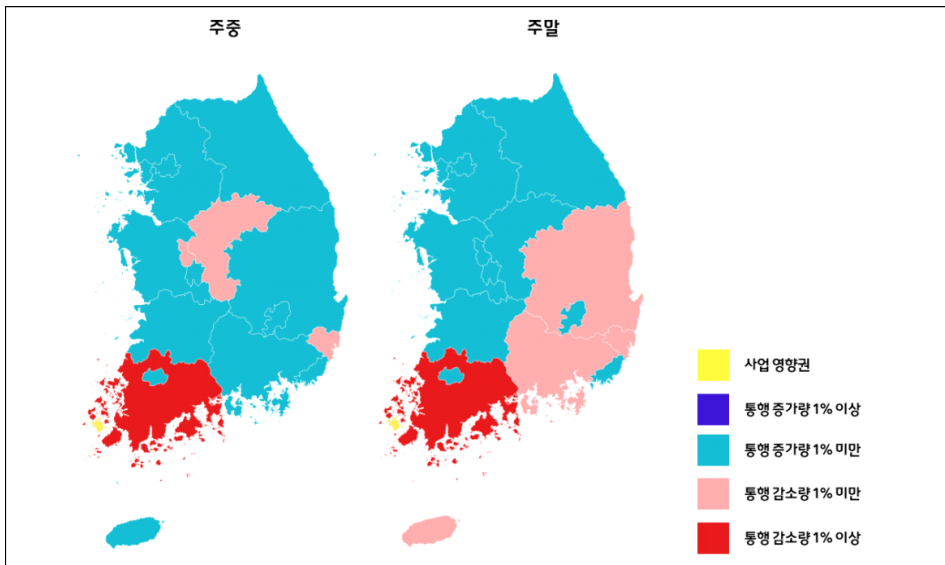 주중
주말
사업 영향권
통행 증가량 1% 이상
통행 증가량 1% 미만
통행 감소량 1% 미만
통행 감소량 1% 이상